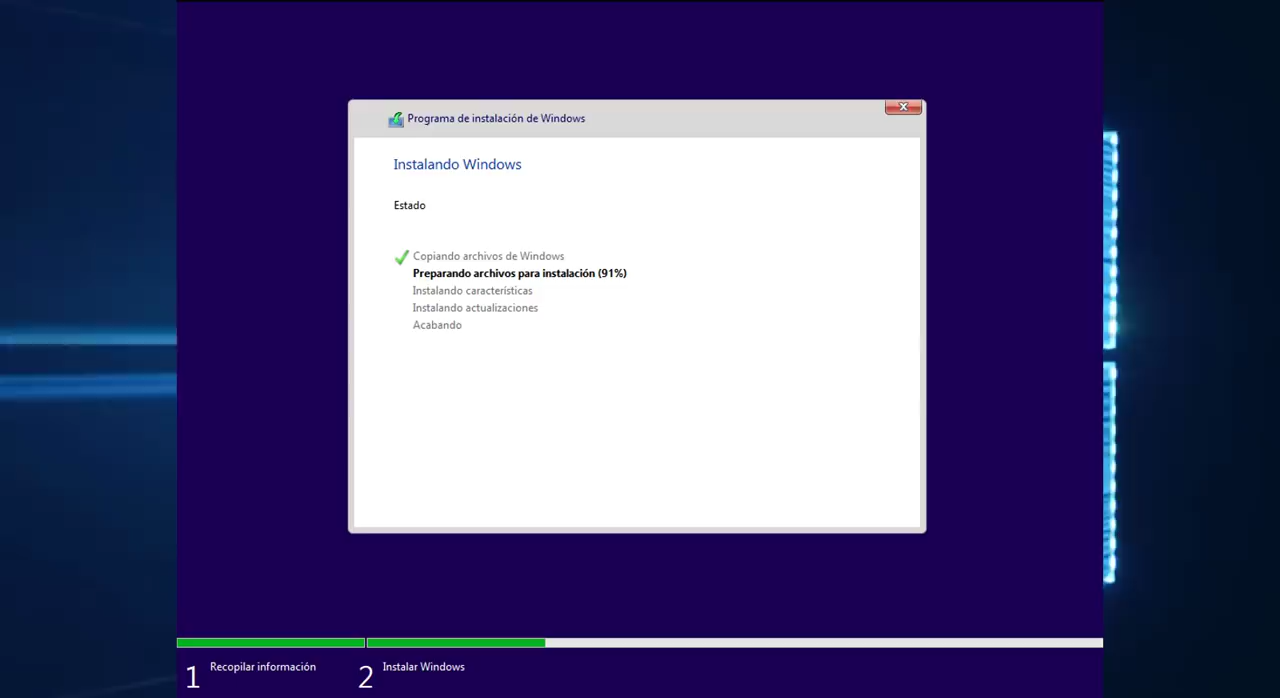 Programa de instalación de Windows
Instalando Windows
Estado
Copiando archivos de Windows
Preparando archivos para instalación (91%)
Instalando características
Instalando actualizaciones
Acabando
1 Recopilar información
2 Instalar Windows